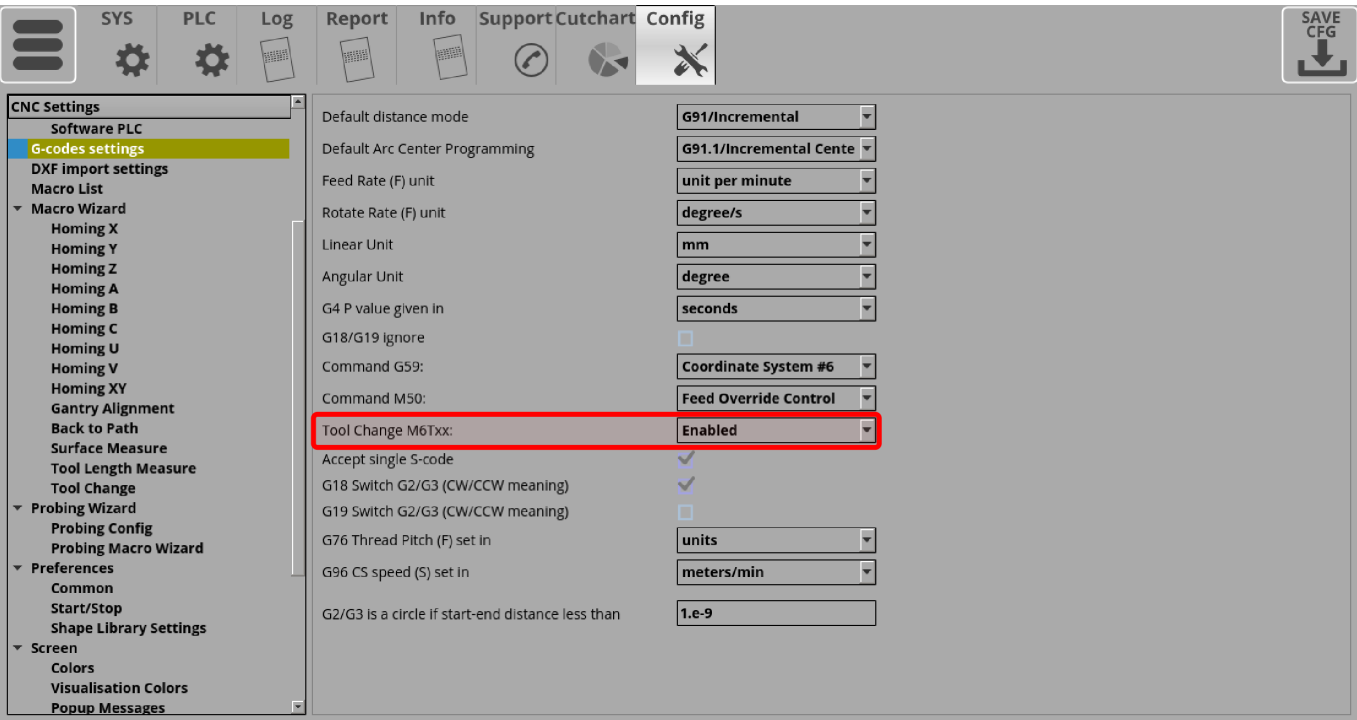 SYS PLC Log Report Info Support Cutchart Config SAVE
CFG
CNC Settings
Software PLC
G-codes settings
DXF import settings
Macro List
Macro Wizard
Homing X
Homing Y
Homing Z
Homing A
Homing B
Homing C
Homing U
Homing V
Homing XY
Gantry Alignment
Back to Path
Surface Measure
Tool Length Measure
Tool Change
Probing Wizard
Probing Config
Probing Macro Wizard
Preferences
Common
Start/Stop
Shape Library Settings
Screen
Colors
Visualisation Colors
Popup Messages
Default distance mode G91/Incremental
Default Arc Center Programming G91.1/Incremental Cente
Feed Rate (F) unit unit per minute
Rotate Rate (F) unit degree/s
Linear Unit mm
Angular Unit degree
G4 P value given in seconds
G18/G19 ignore
Command G59: Coordinate System #6
Command M50: Feed Override Control
Tool Change M6Txx: Enabled
Accept single S-code
G18 Switch G2/G3 (CW/CCW meaning)
G19 Switch G2/G3 (CW/CCW meaning)
G76 Thread Pitch (F) set in units
G96 CS speed (S) set in meters/min
G2/G3 is a circle if start-end distance less than 1.e-9